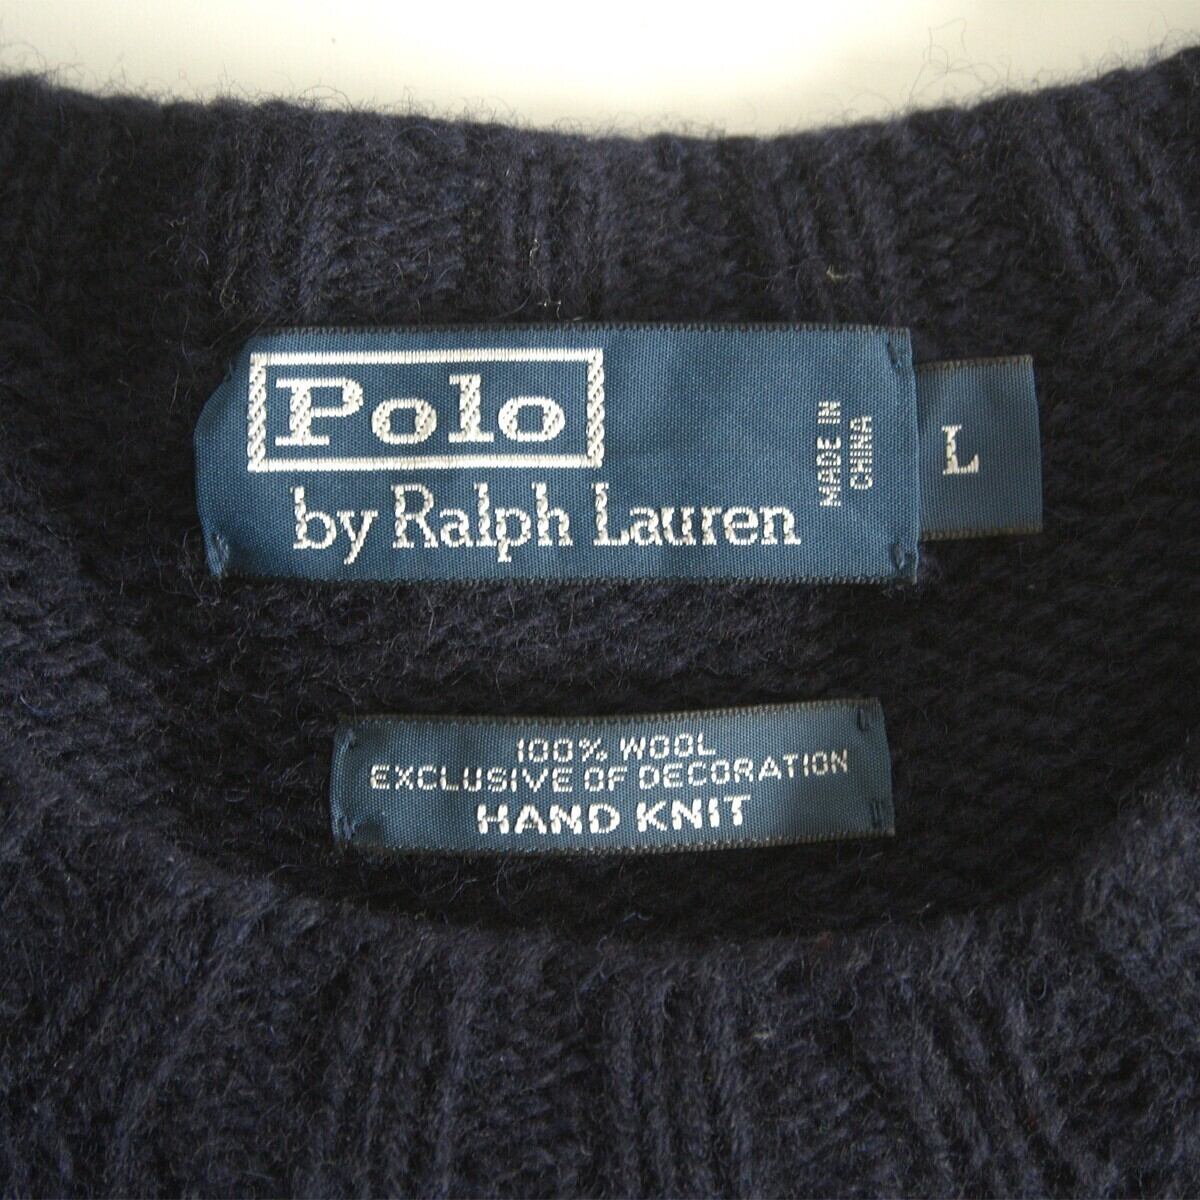 Polo
by Ralph Lauren
MADE IN
CHINA
L
100% WOOL
EXCLUSIVE OF DECORATION
HAND KNIT